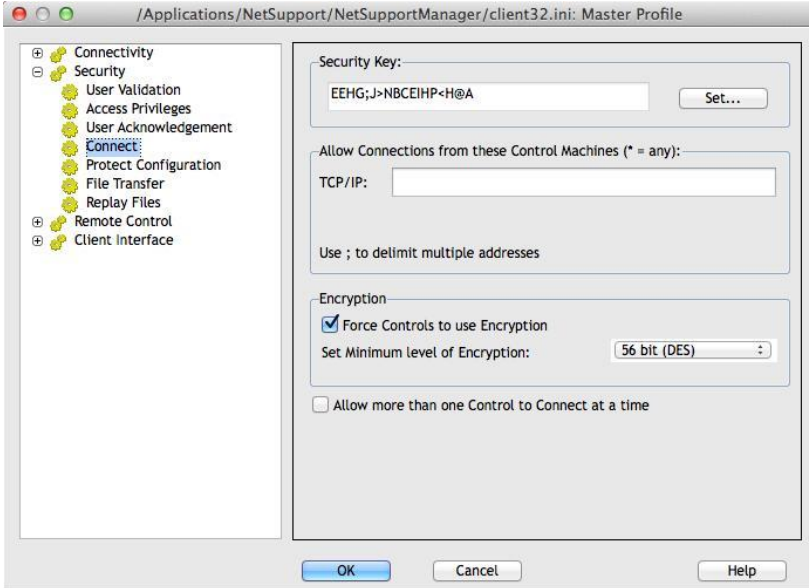 /Applications/NetSupport/NetSupportManager/client32.ini: Master Profile
Connectivity
Security
User Validation
Access Privileges
User Acknowledgement
Connect
Protect Configuration
File Transfer
Replay Files
Remote Control
Client Interface
Security Key:
EEHG;J>NBCEIHP<H@A
Set...
Allow Connections from these Control Machines (* = any):
TCP/IP:
Use ; to delimit multiple addresses
Encryption
Force Controls to use Encryption
Set Minimum level of Encryption:
56 bit (DES)
Allow more than one Control to Connect at a time
OK
Cancel
Help